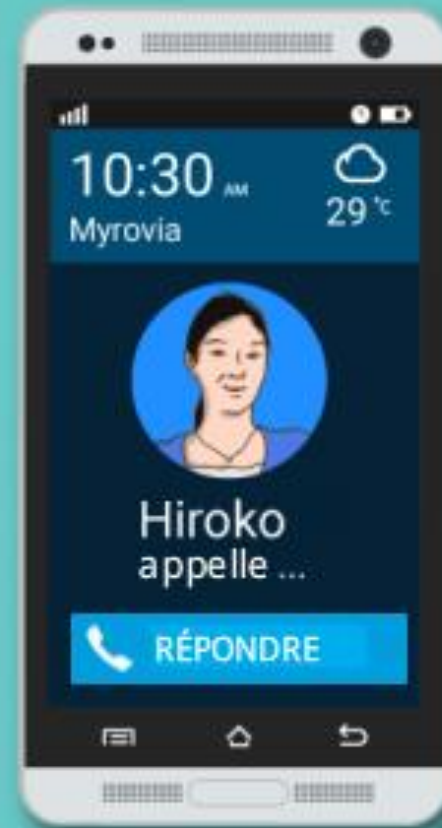 10:30 AM
29 °C
Myrovia
Hiroko
appelle ...
RÉPONDRE